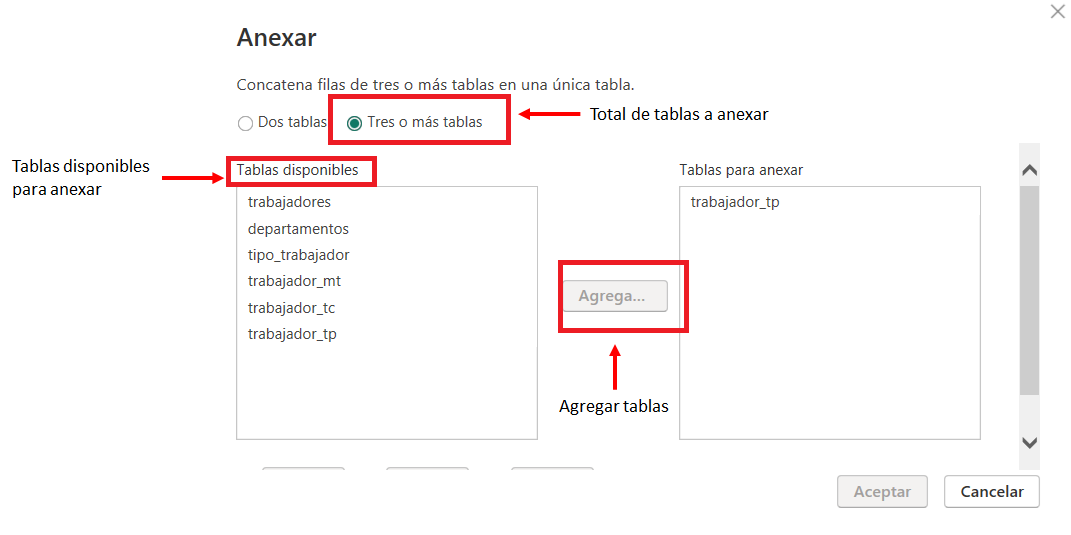 Anexar
Concatena filas de tres o más tablas en una única tabla.
Dos tablas
Tres o más tablas
Total de tablas a anexar
Tablas disponibles
para anexar
Tablas disponibles
trabajadores
departamentos
tipo_trabajador
trabajador_mt
trabajador_tc
trabajador_tp
Agrega...
Agregar tablas
Tablas para anexar
trabajador_tp
Aceptar
Cancelar